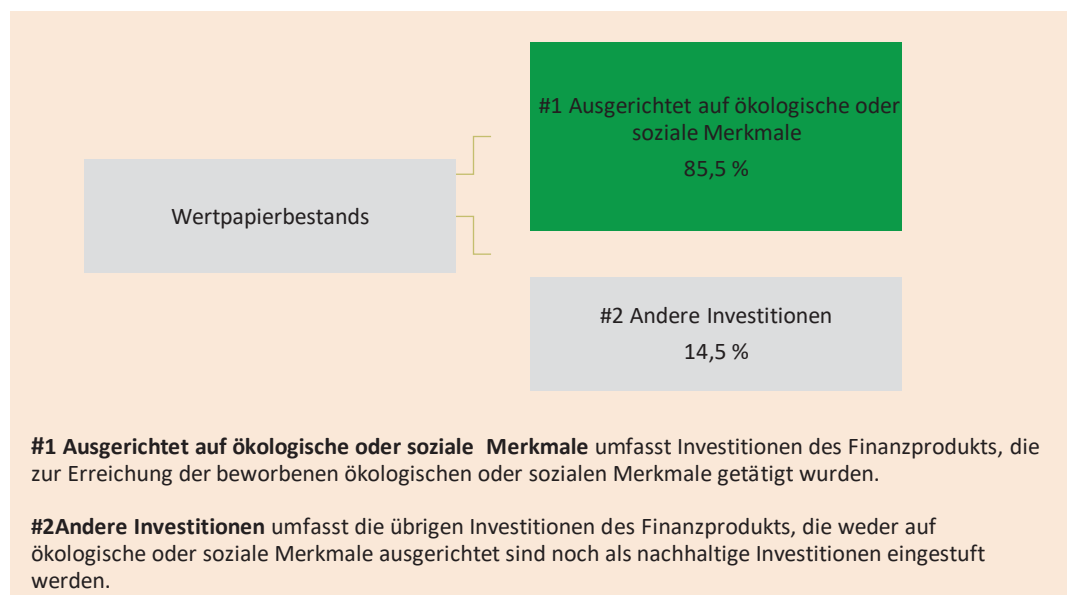 #1 Ausgerichtet auf ökologische oder
soziale Merkmale
85,5 %
Wertpapierbestands
#2 Andere Investitionen
14,5 %
#1 Ausgerichtet auf ökologische oder soziale Merkmale umfasst Investitionen des Finanzprodukts, die
zur Erreichung der beworbenen ökologischen oder sozialen Merkmale getätigt wurden.
#2Andere Investitionen umfasst die übrigen Investitionen des Finanzprodukts, die weder auf
ökologische oder soziale Merkmale ausgerichtet sind noch als nachhaltige Investitionen eingestuft
werden.